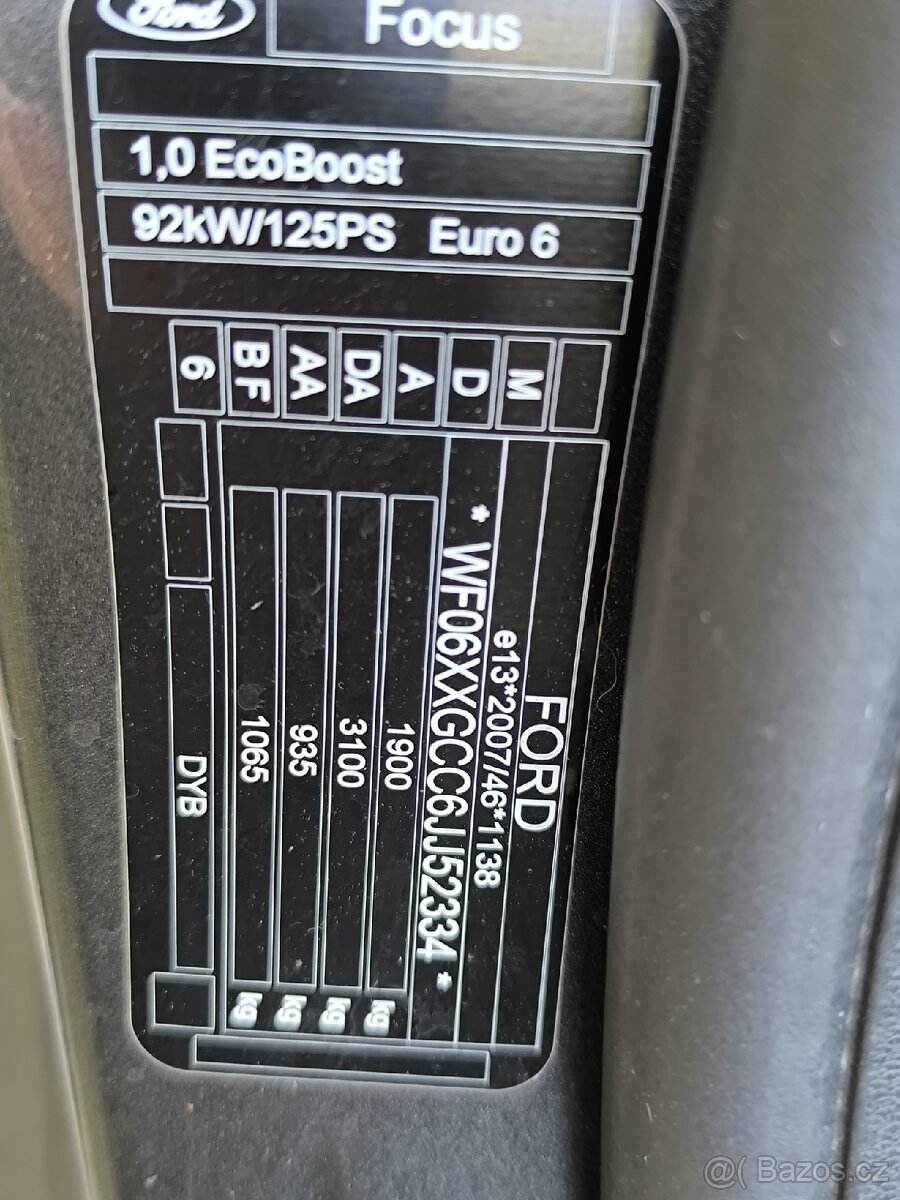 Ford
Focus
1,0 EcoBoost
92kW/125PS Euro 6
M
D
A
DA
AA
BF
6
FORD
e13*2007/46*1138
* WF06XXGCC6JJ52334 *
1900 kg
3100 kg
935 kg
1065 kg
DYB
@( Bazos.cz